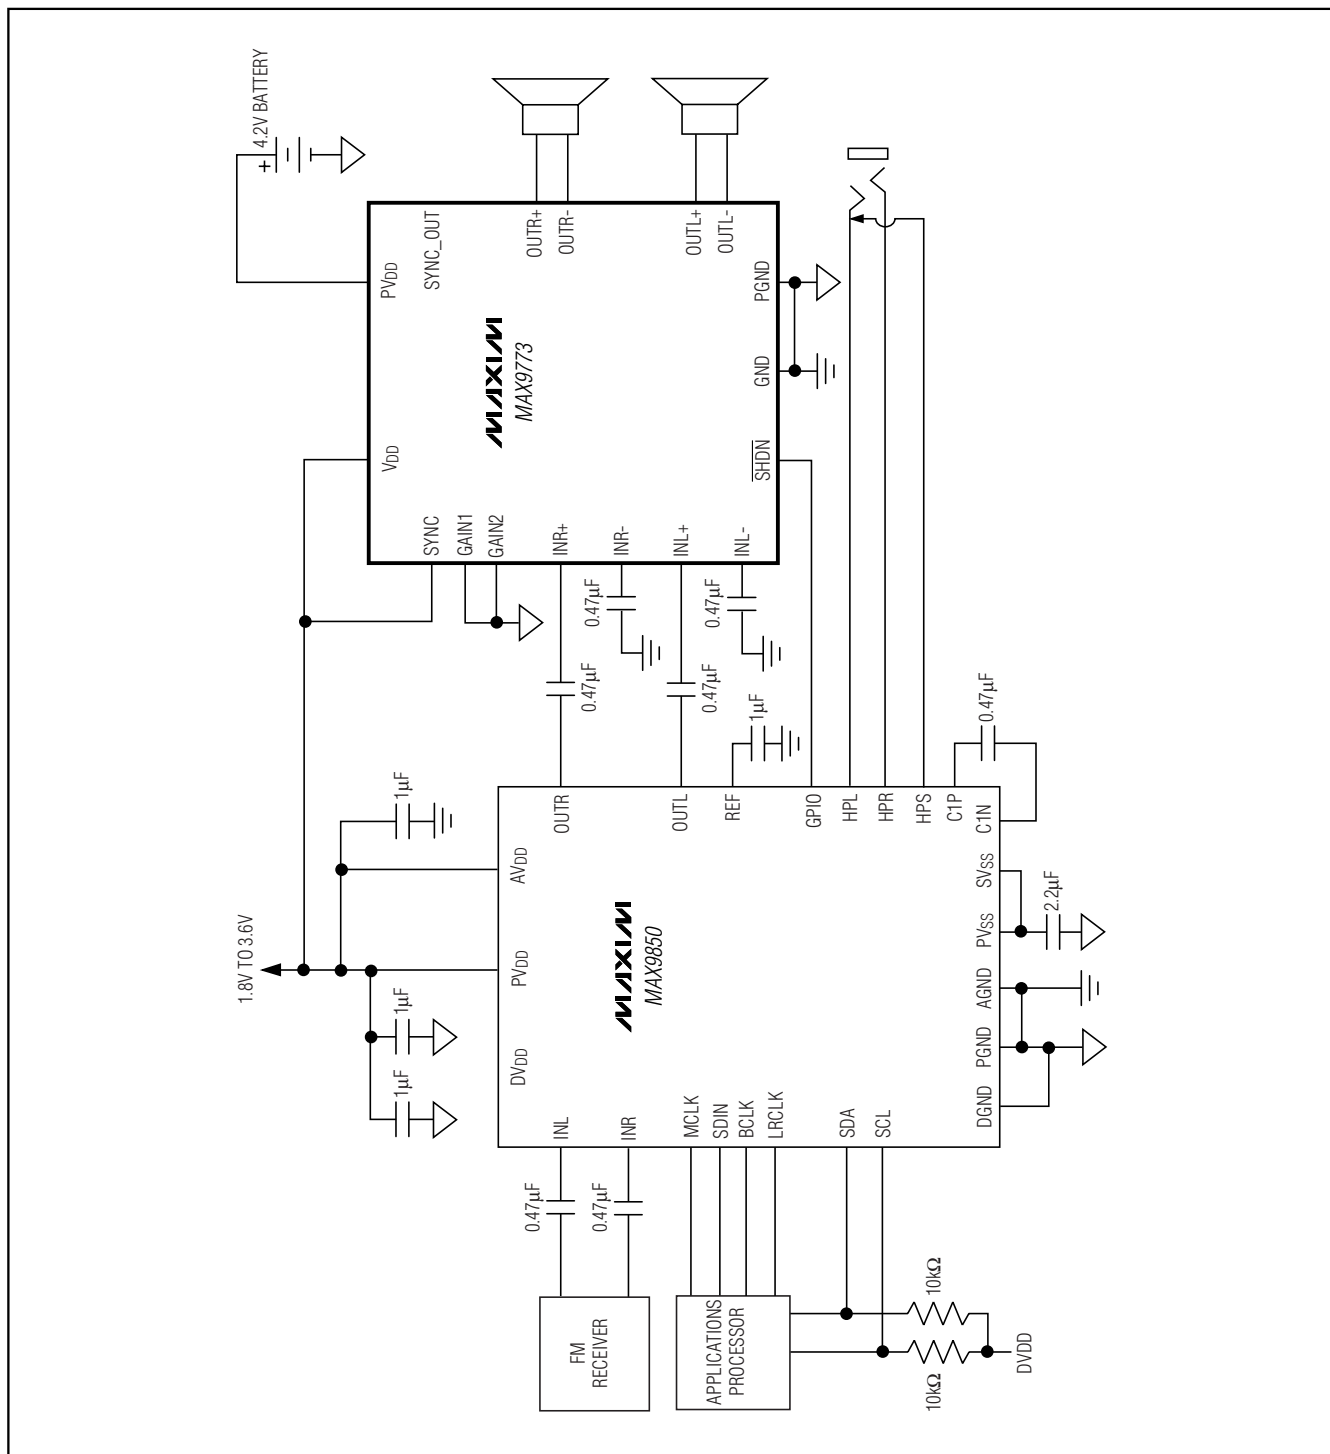 4.2V BATTERY
+
1.8V TO 3.6V
PVDD
SYNC_OUT
OUTR+
OUTR-
OUTL+
OUTL-
PGND
GND
MAXIM
MAX9773
VDD
SHDN
SYNC
GAIN1
GAIN2
INR+
INR-
INL+
INL-
0.47µF
0.47µF
0.47µF
0.47µF
1µF
1µF
1µF
1µF
0.47µF
2.2µF
OUTR
OUTL
REF
GPIO
HPL
HPR
HPS
C1P
C1N
AVDD
PVDD
DVDD
MAXIM
MAX9850
SVSS
PVSS
AGND
PGND
DGND
INL
INR
MCLK
SDIN
BCLK
LRCLK
SDA
SCL
0.47µF
0.47µF
FM
RECEIVER
APPLICATIONS
PROCESSOR
10kΩ
10kΩ
DVDD